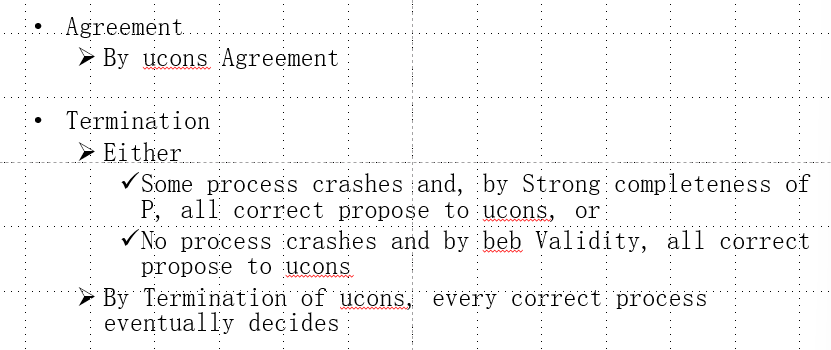 • Agreement
➢ By ucons Agreement
• Termination
➢ Either
✓Some process crashes and, by Strong completeness of
P, all correct propose to ucons, or
✓No process crashes and by beb Validity, all correct
propose to ucons
➢ By Termination of ucons, every correct process
eventually decides